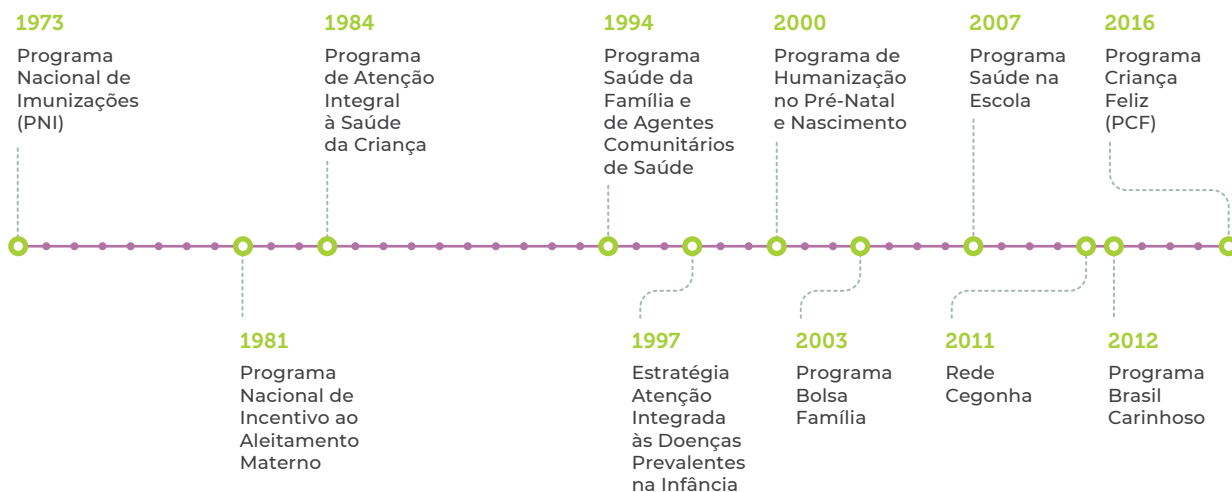 1973
Programa
Nacional de
Imunizações
(PNI)
1984
Programa
de Atenção
Integral
à Saúde
da Criança
1994
Programa
Saúde da
Família e
de Agentes
Comunitários
de Saúde
2000
Programa de
Humanização
no Pré-Natal
e Nascimento
2007
Programa
Saúde na
Escola
2016
Programa
Criança
Feliz
(PCF)
1981
Programa
Nacional de
Incentivo ao
Aleitamento
Materno
1997
Estratégia
Atenção
Integrada
às Doenças
Prevalentes
na Infância
2003
Programa
Bolsa
Família
2011
Rede
Cegonha
2012
Programa
Brasil
Carinhoso